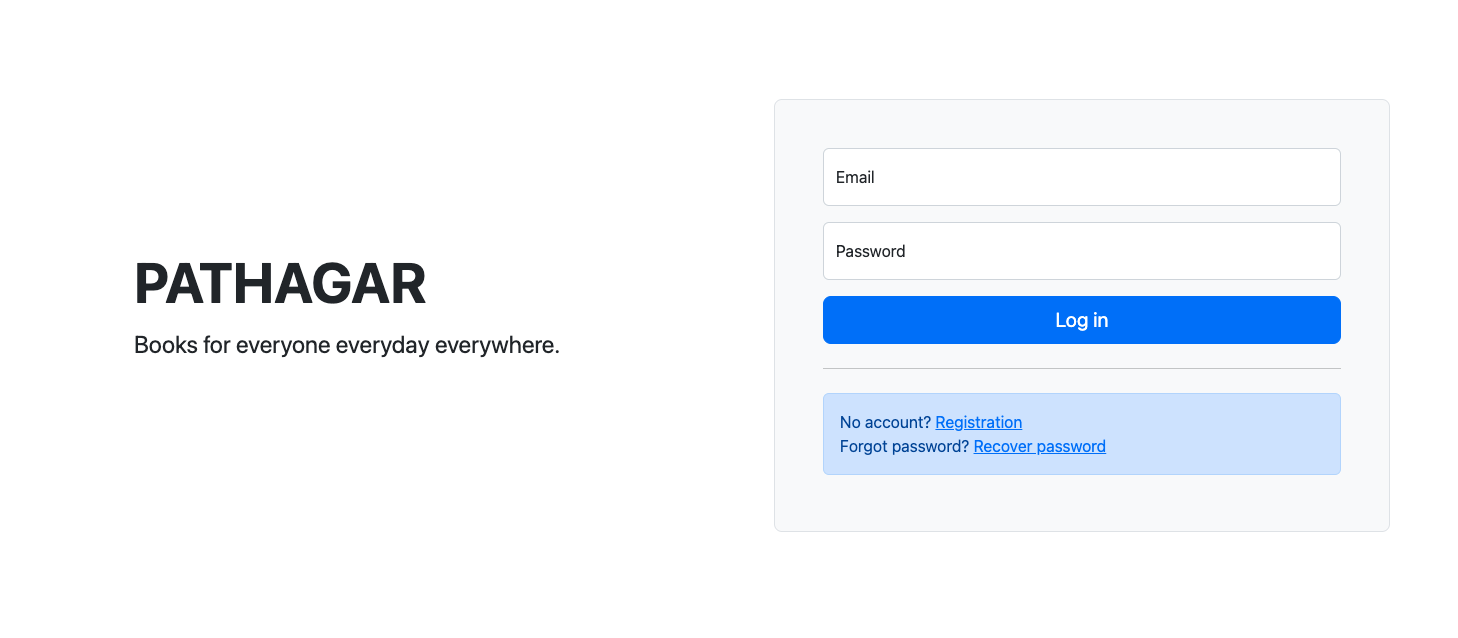 PATHAGAR
Books for everyone everyday everywhere.
Email
Password
Log in
No account? Registration
Forgot password? Recover password